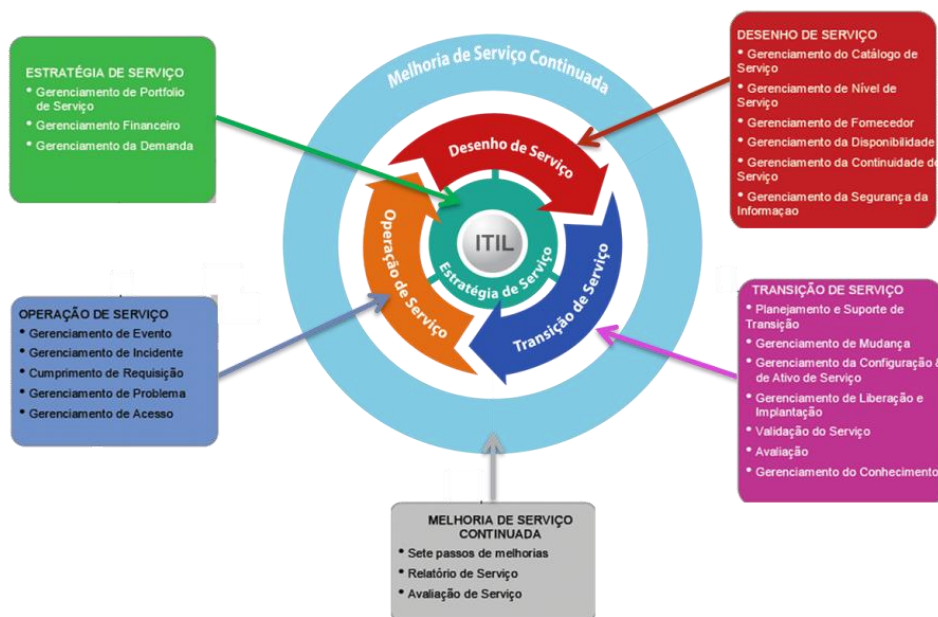 ESTRATÉGIA DE SERVIÇO
• Gerenciamento de Portfolio
de Serviço
• Gerenciamento Financeiro
• Gerenciamento da Demanda
Melhoria de Serviço Continuada
Desenho de Serviço
Operação de Serviço
ITIL
Estratégia de Serviço
Transição de Serviço
DESENHO DE SERVIÇO
• Gerenciamento do Catálogo de
Serviço
• Gerenciamento de Nível de
Serviço
• Gerenciamento de Fornecedor
• Gerenciamento da Disponibilidade
• Gerenciamento da Continuidade de
Serviço
• Gerenciamento da Segurança da
Informaçao
OPERAÇÃO DE SERVIÇO
• Gerenciamento de Evento
• Gerenciamento de Incidente
• Cumprimento de Requisição
• Gerenciamento de Problema
• Gerenciamento de Acesso
TRANSIÇÃO DE SERVIÇO
• Planejamento e Suporte de
Transição
• Gerenciamento de Mudança
• Gerenciamento da Configuração &
de Ativo de Serviço
• Gerenciamento de Liberação e
Implantação
• Validação do Serviço
• Avaliação
• Gerenciamento do Conhecimento
MELHORIA DE SERVIÇO
CONTINUADA
• Sete passos de melhorias
• Relatório de Serviço
• Avaliação de Serviço